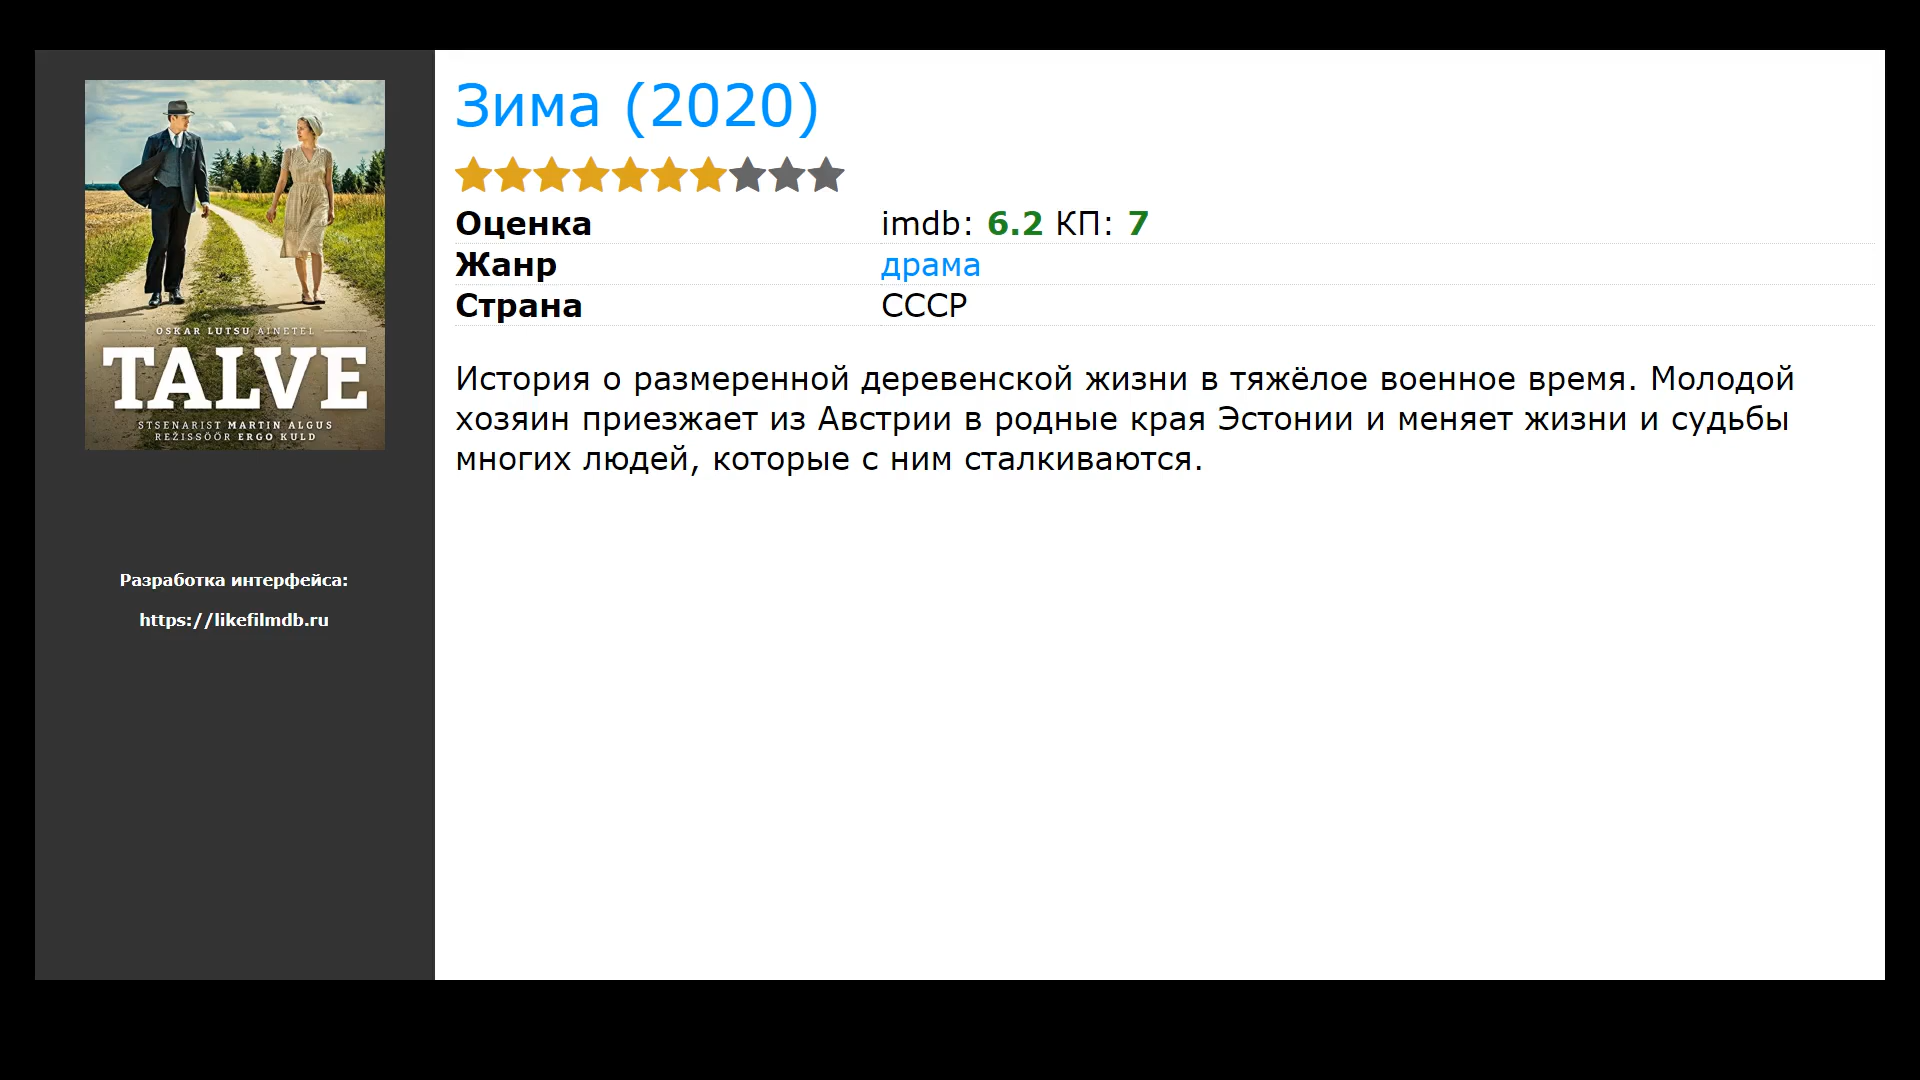 OSKAR LUTSU AINETEL
TALVE
STSENARIST MARTIN ALGUS
REŽISSÖÖR ERGO KULD
Разработка интерфейса:
https://likefilmdb.ru
Зима (2020)
Оценка imdb: 6.2 КП: 7
Жанр драма
Страна СССР
История о размеренной деревенской жизни в тяжёлое военное время. Молодой
хозяин приезжает из Австрии в родные края Эстонии и меняет жизни и судьбы
многих людей, которые с ним сталкиваются.